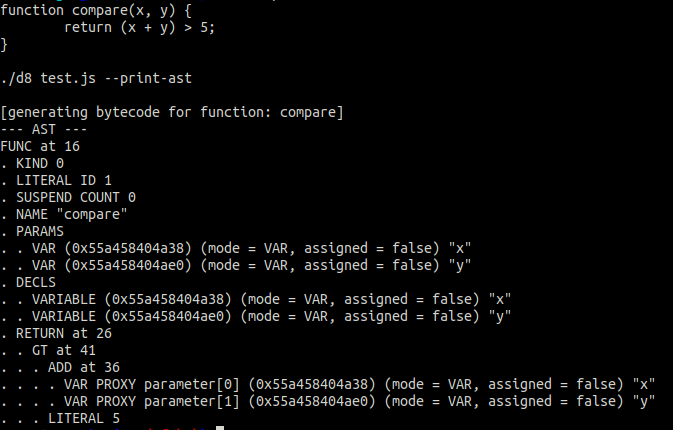 function compare(x, y) {
return (x + y) > 5;
}
./d8 test.js --print-ast
[generating bytecode for function: compare]
--- AST ---
FUNC at 16
. KIND 0
. LITERAL ID 1
. SUSPEND COUNT 0
. NAME "compare"
. PARAMS
. . VAR (0x55a458404a38) (mode = VAR, assigned = false) "x"
. . VAR (0x55a458404ae0) (mode = VAR, assigned = false) "y"
. DECLS
. . VARIABLE (0x55a458404a38) (mode = VAR, assigned = false) "x"
. . VARIABLE (0x55a458404ae0) (mode = VAR, assigned = false) "y"
. RETURN at 26
. . GT at 41
. . . ADD at 36
. . . . VAR PROXY parameter[0] (0x55a458404a38) (mode = VAR, assigned = false) "x"
. . . . VAR PROXY parameter[1] (0x55a458404ae0) (mode = VAR, assigned = false) "y"
. . . LITERAL 5